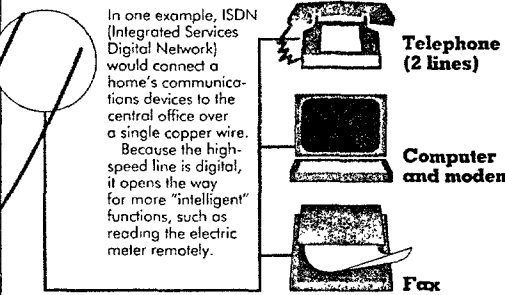 In one example, ISDN
(Integrated Services
Digital Network)
would connect a
home's communica-
tions devices to the
central office over
a single copper wire.
Because the high-
speed line is digital,
it opens the way
for more "intelligent"
functions, such as
reading the electric
meter remotely.
Telephone
(2 lines)
Computer
and modem
Fax